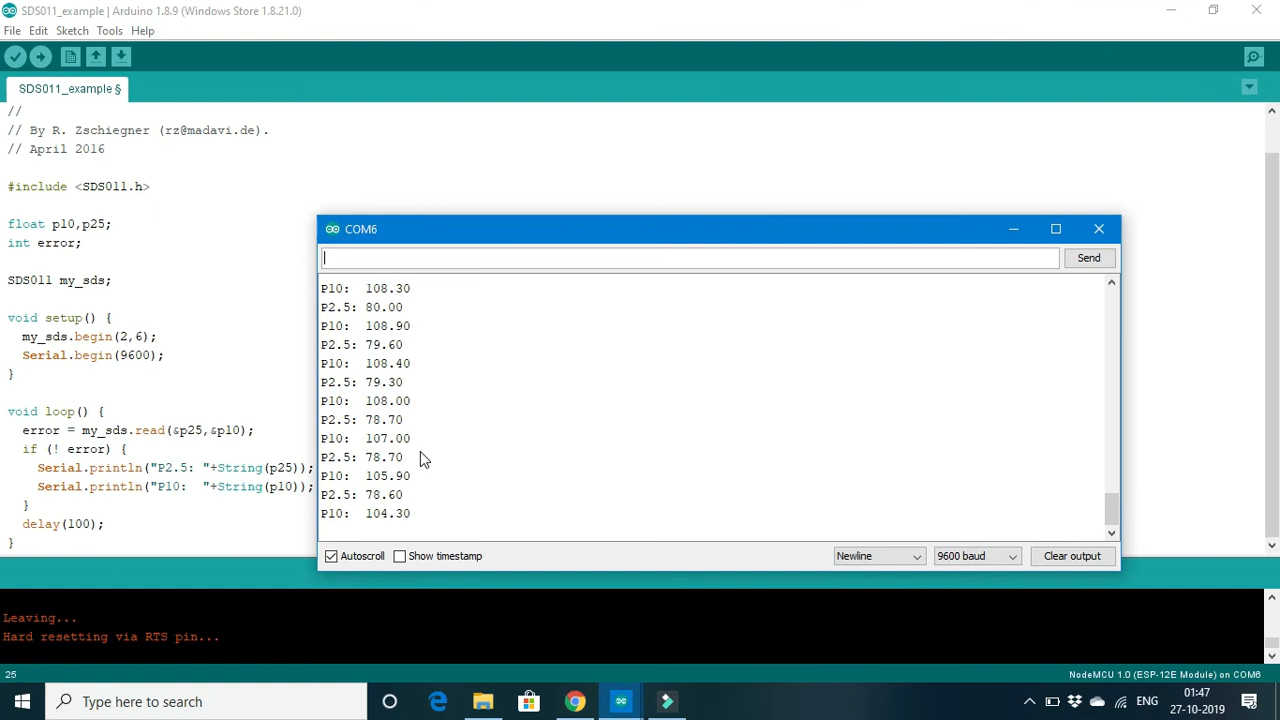 SDS011_example | Arduino 1.8.9 (Windows Store 1.8.21.0)
File Edit Sketch Tools Help
SDS011_example §
//
// By R. Zschiegner (rz@madavi.de).
// April 2016
#include <SDS011.h>
float p10,p25;
int error;
SDS011 my_sds;
void setup() {
my_sds.begin(2,6);
Serial.begin(9600);
}
void loop() {
error = my_sds.read(&p25,&p10);
if (! error) {
Serial.println("P2.5: "+String(p25));
Serial.println("P10:  "+String(p10));
}
delay(100);
}
COM6
Send
P10:  108.30
P2.5: 80.00
P10:  108.90
P2.5: 79.60
P10:  108.40
P2.5: 79.30
P10:  108.00
P2.5: 78.70
P10:  107.00
P2.5: 78.70
P10:  105.90
P2.5: 78.60
P10:  104.30
Autoscroll Show timestamp Newline 9600 baud Clear output
Leaving...
Hard resetting via RTS pin...
25 NodeMCU 1.0 (ESP-12E Module) on COM6
Type here to search ENG 01:47
27-10-2019